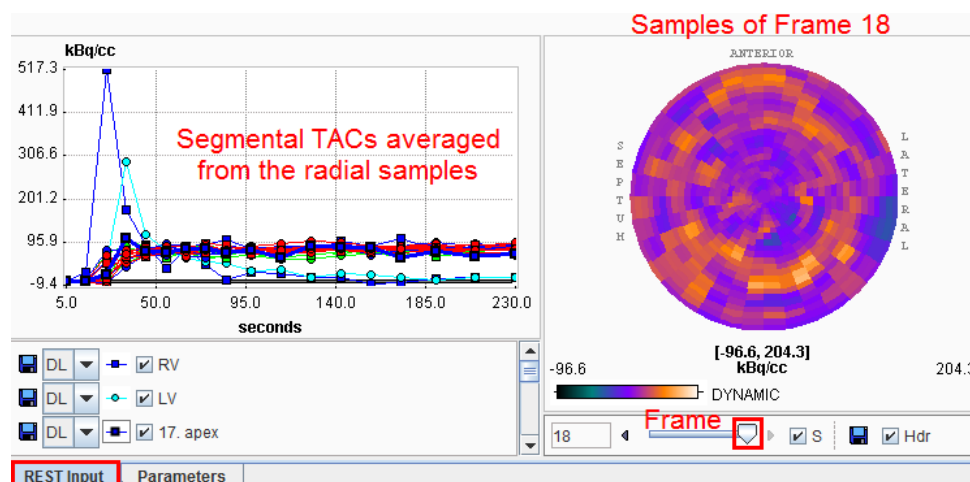 Samples of Frame 18
kBq/cc
517.3
411.9
306.6
201.2
95.9
-9.4
Segmental TACs averaged
from the radial samples
5.0 50.0 95.0 140.0 185.0 230.0
seconds
ANTERIOR
SEPTUM
LATERAL
[-96.6, 204.3]
-96.6 kBq/cc 204.3
DYNAMIC
DL RV
DL LV
DL 17. apex
Frame
18 S Hdr
REST Input Parameters